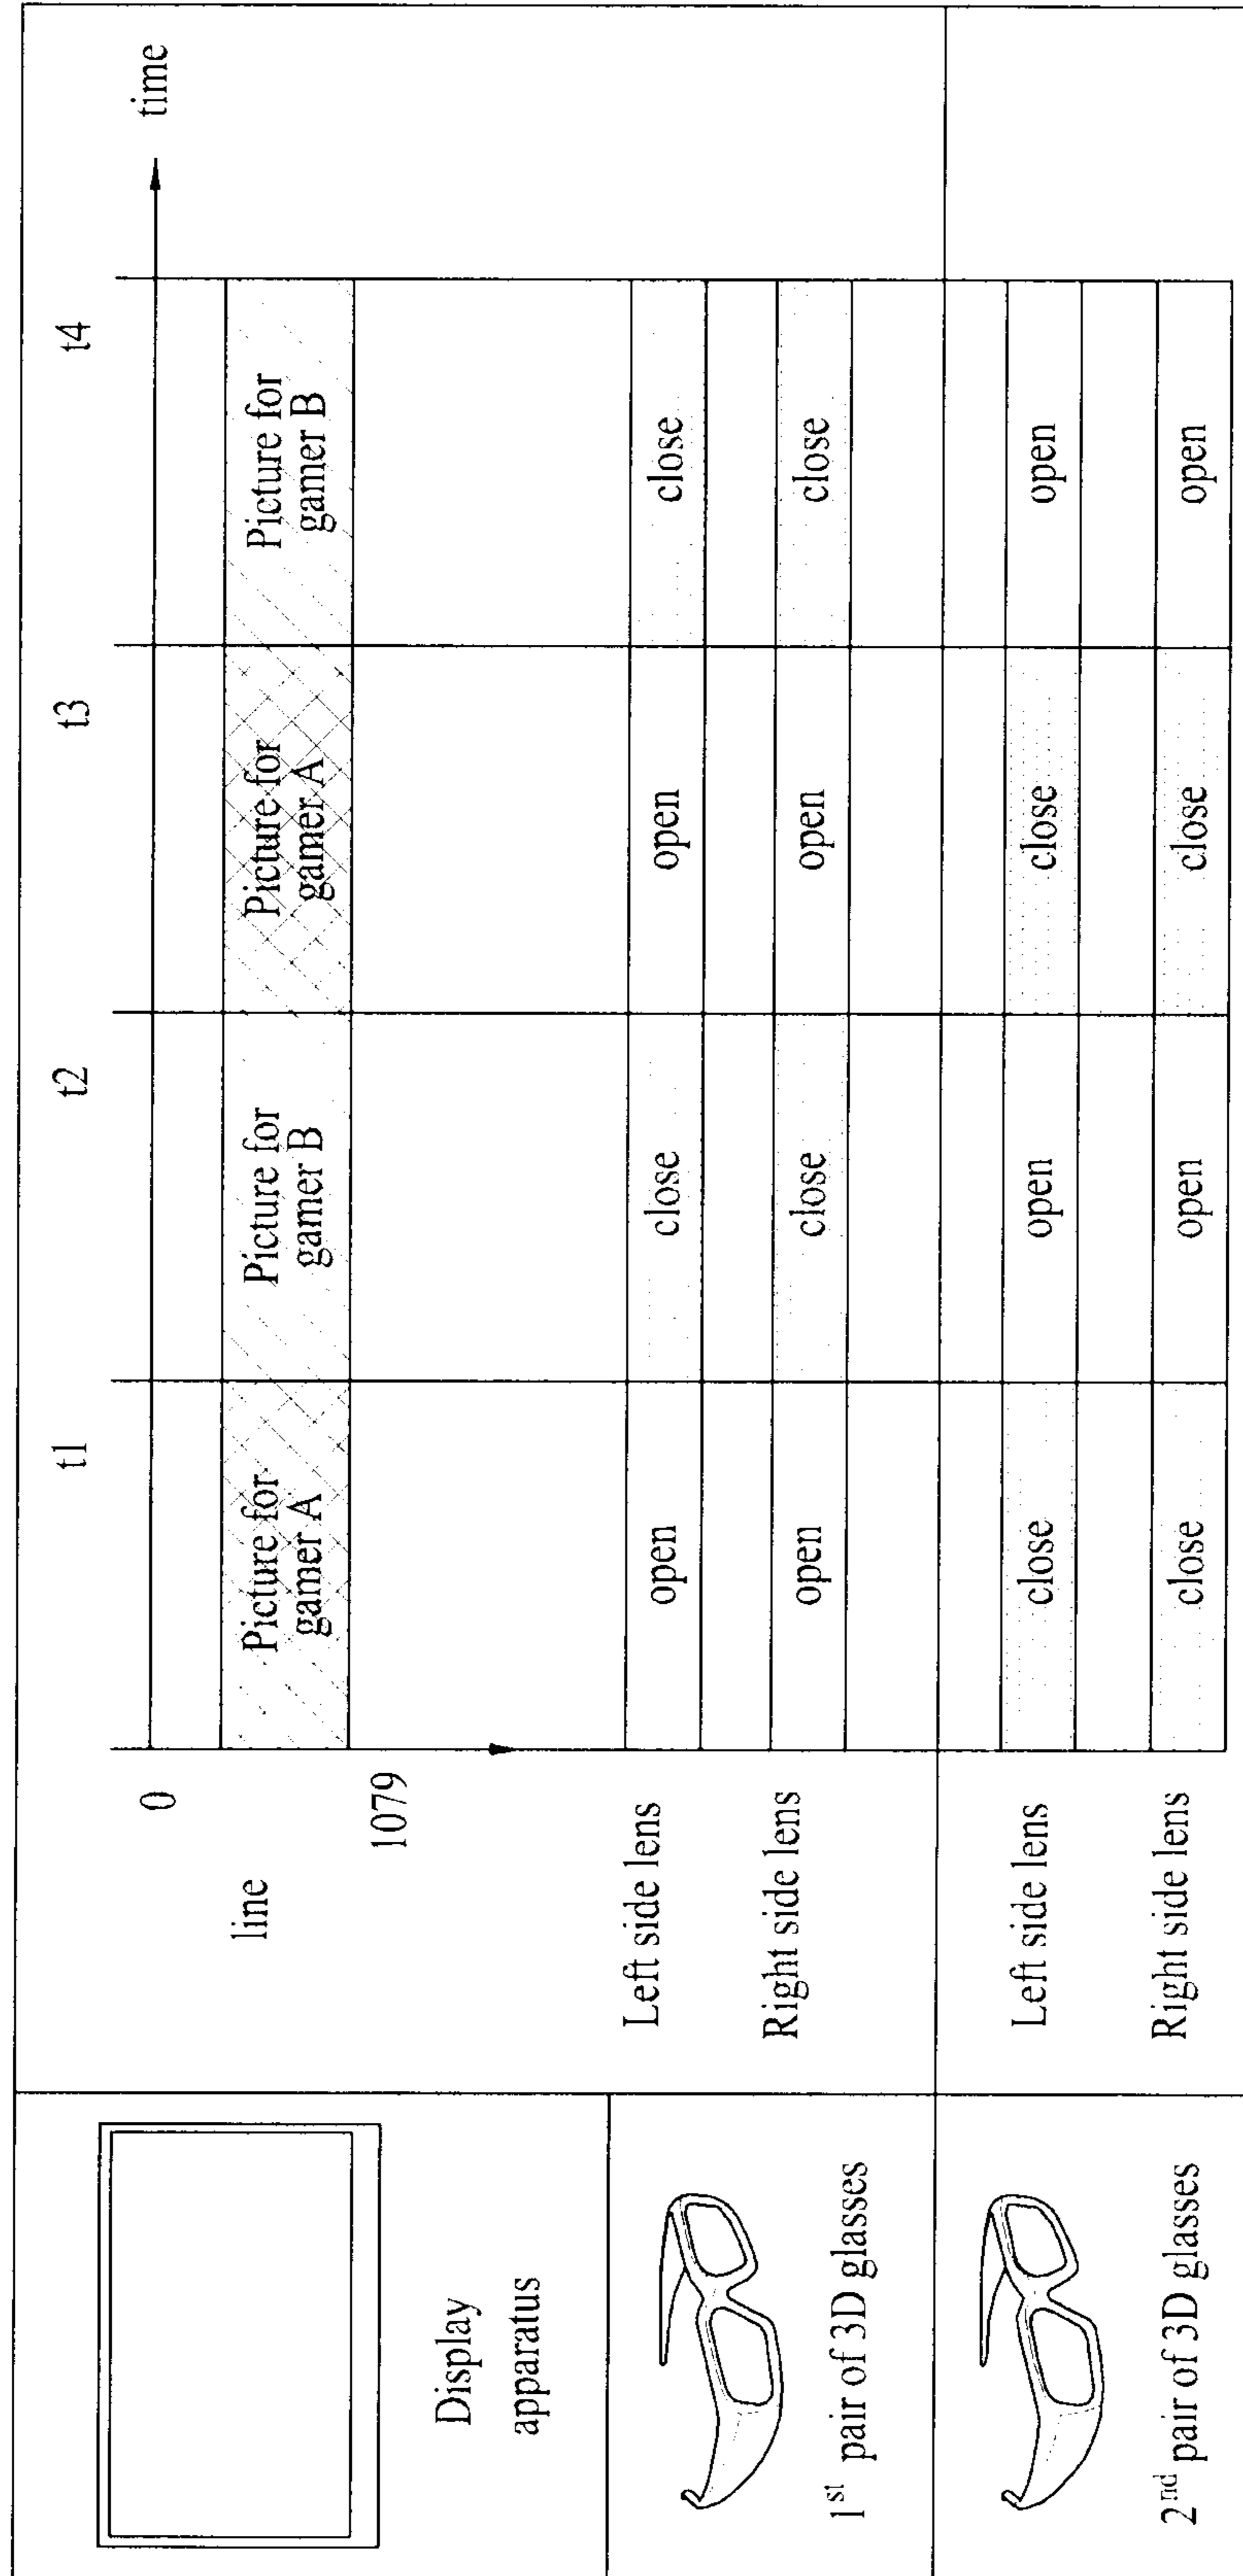 t1
t2
t3
t4
time
0
line
1079
Picture for
gamer A
Picture for
gamer B
Picture for
gamer A
Picture for
gamer B
Display
apparatus
Left side lens
open
close
open
close
Right side lens
open
close
open
close
1st pair of 3D glasses
Left side lens
close
open
close
open
Right side lens
close
open
close
open
2nd pair of 3D glasses